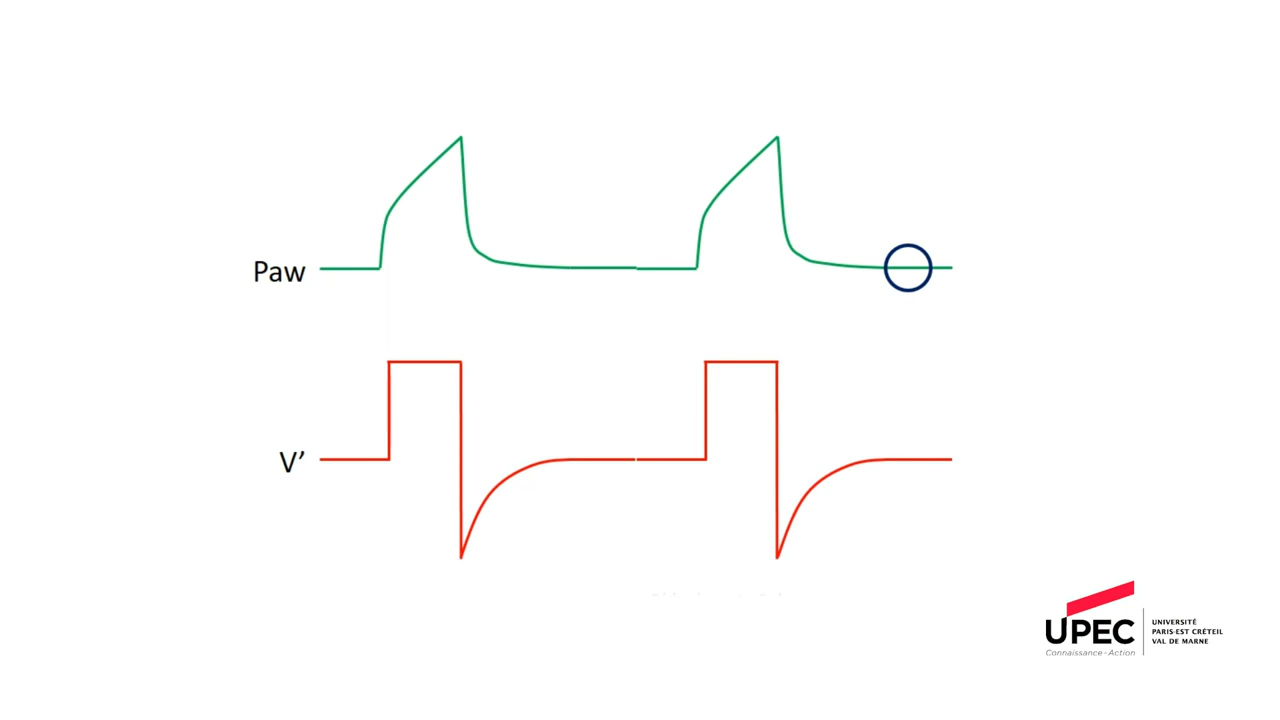 Paw
V’
UPEC
Connaissance - Action
UNIVERSITÉ
PARIS-EST CRÉTEIL
VAL DE MARNE